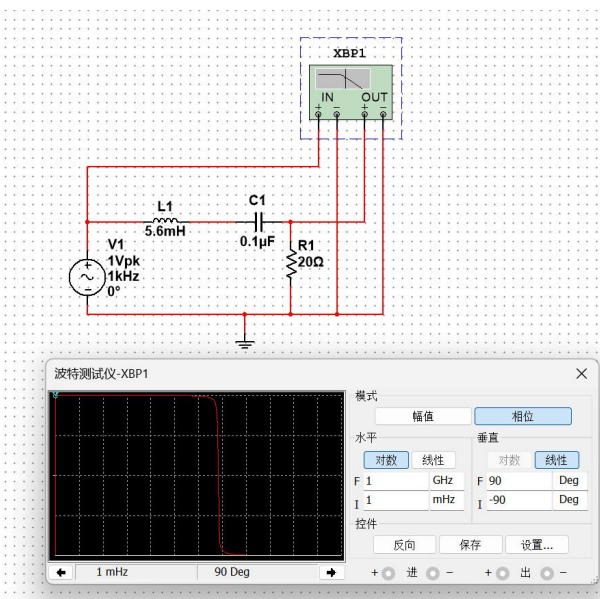 XBP1
IN OUT
+ − + −
L1
5.6mH
C1
0.1µF
R1
20Ω
V1
1Vpk
1kHz
0°
波特测试仪-XBP1
模式
幅值 相位
水平 垂直
对数 线性 对数 线性
F 1 GHz F 90 Deg
I 1 mHz I -90 Deg
控件
反向 保存 设置...
1 mHz 90 Deg
+ 进 − + 出 −